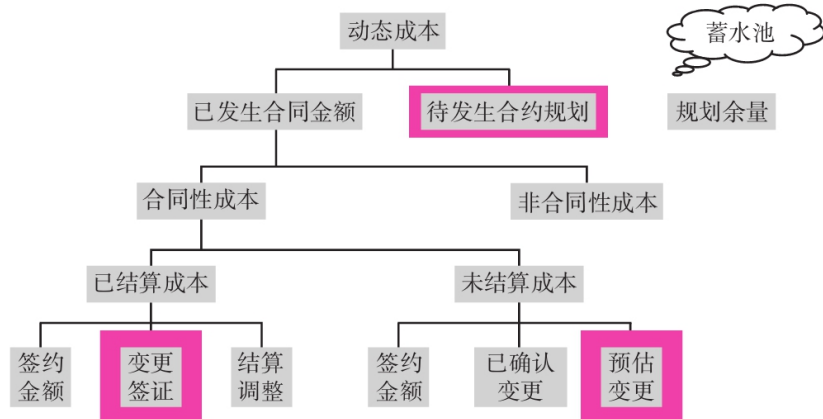 动态成本
蓄水池
已发生合同金额
待发生合约规划
规划余量
合同性成本
非合同性成本
已结算成本
未结算成本
签约
金额
变更
签证
结算
调整
签约
金额
已确认
变更
预估
变更